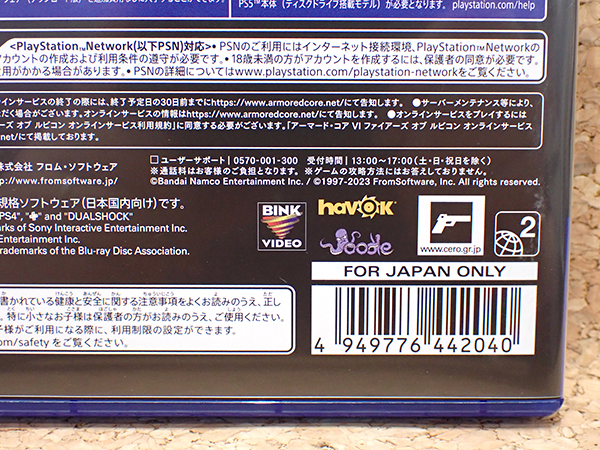 PS5™本体（ディスクドライブ搭載モデル）が必要となります。playstation.com/help
<PlayStation™Network(以下PSN)対応>• PSNのご利用にはインターネット接続環境、PlayStation™Networkの
アカウントの作成および利用条件の遵守が必要です。• 18歳未満の方がアカウントを作成するには、保護者の同意が必要です。
費用がかかる場合があります。• PSNの詳細についてはwww.playstation.com/playstation-networkをご覧ください。
ラインサービスの終了の際には、終了予定日の30日前までにhttps://www.armoredcore.net/にて告知します。 ●サーバーメンテナンス等により、
ただく場合がございます。オンラインサービスの情報はhttps://www.armoredcore.net/にて告知します。 ●オンラインサービスをプレイするには
ーズ オブ ルビコン オンラインサービス利用規約」に同意する必要がございます。「アーマード・コア VI ファイアーズ オブ ルビコン オンラインサービス
net/にて掲載しております。
株式会社 フロム・ソフトウェア
fromsoftware.jp/
□ ユーザーサポート | 0570-001-300 受付時間 | 13:00～17:00（土・日・祝日を除く）
※通話料はお客様のご負担となります。※ゲームの攻略方法にはお答えできません。
©Bandai Namco Entertainment Inc. / ©1997-2023 FromSoftware, Inc. All rights reserved.
規格ソフトウェア（日本国内向け）です。
PS4", " " and "DUALSHOCK"
arks of Sony Interactive Entertainment Inc.
Entertainment Inc.
rademarks of the Blu-ray Disc Association.
BINK
VIDEO
havok
Oodle
www.cero.gr.jp
2
FOR JAPAN ONLY
書かれている健康と安全に関する注意事項をよくお読みのうえ、正し
。特に小さなお子様は保護者の方がお読みのうえ、ご使用ください。
子様がご利用になる際に、利用制限の設定ができます。
om/safety をご覧ください。
4 949776 442040